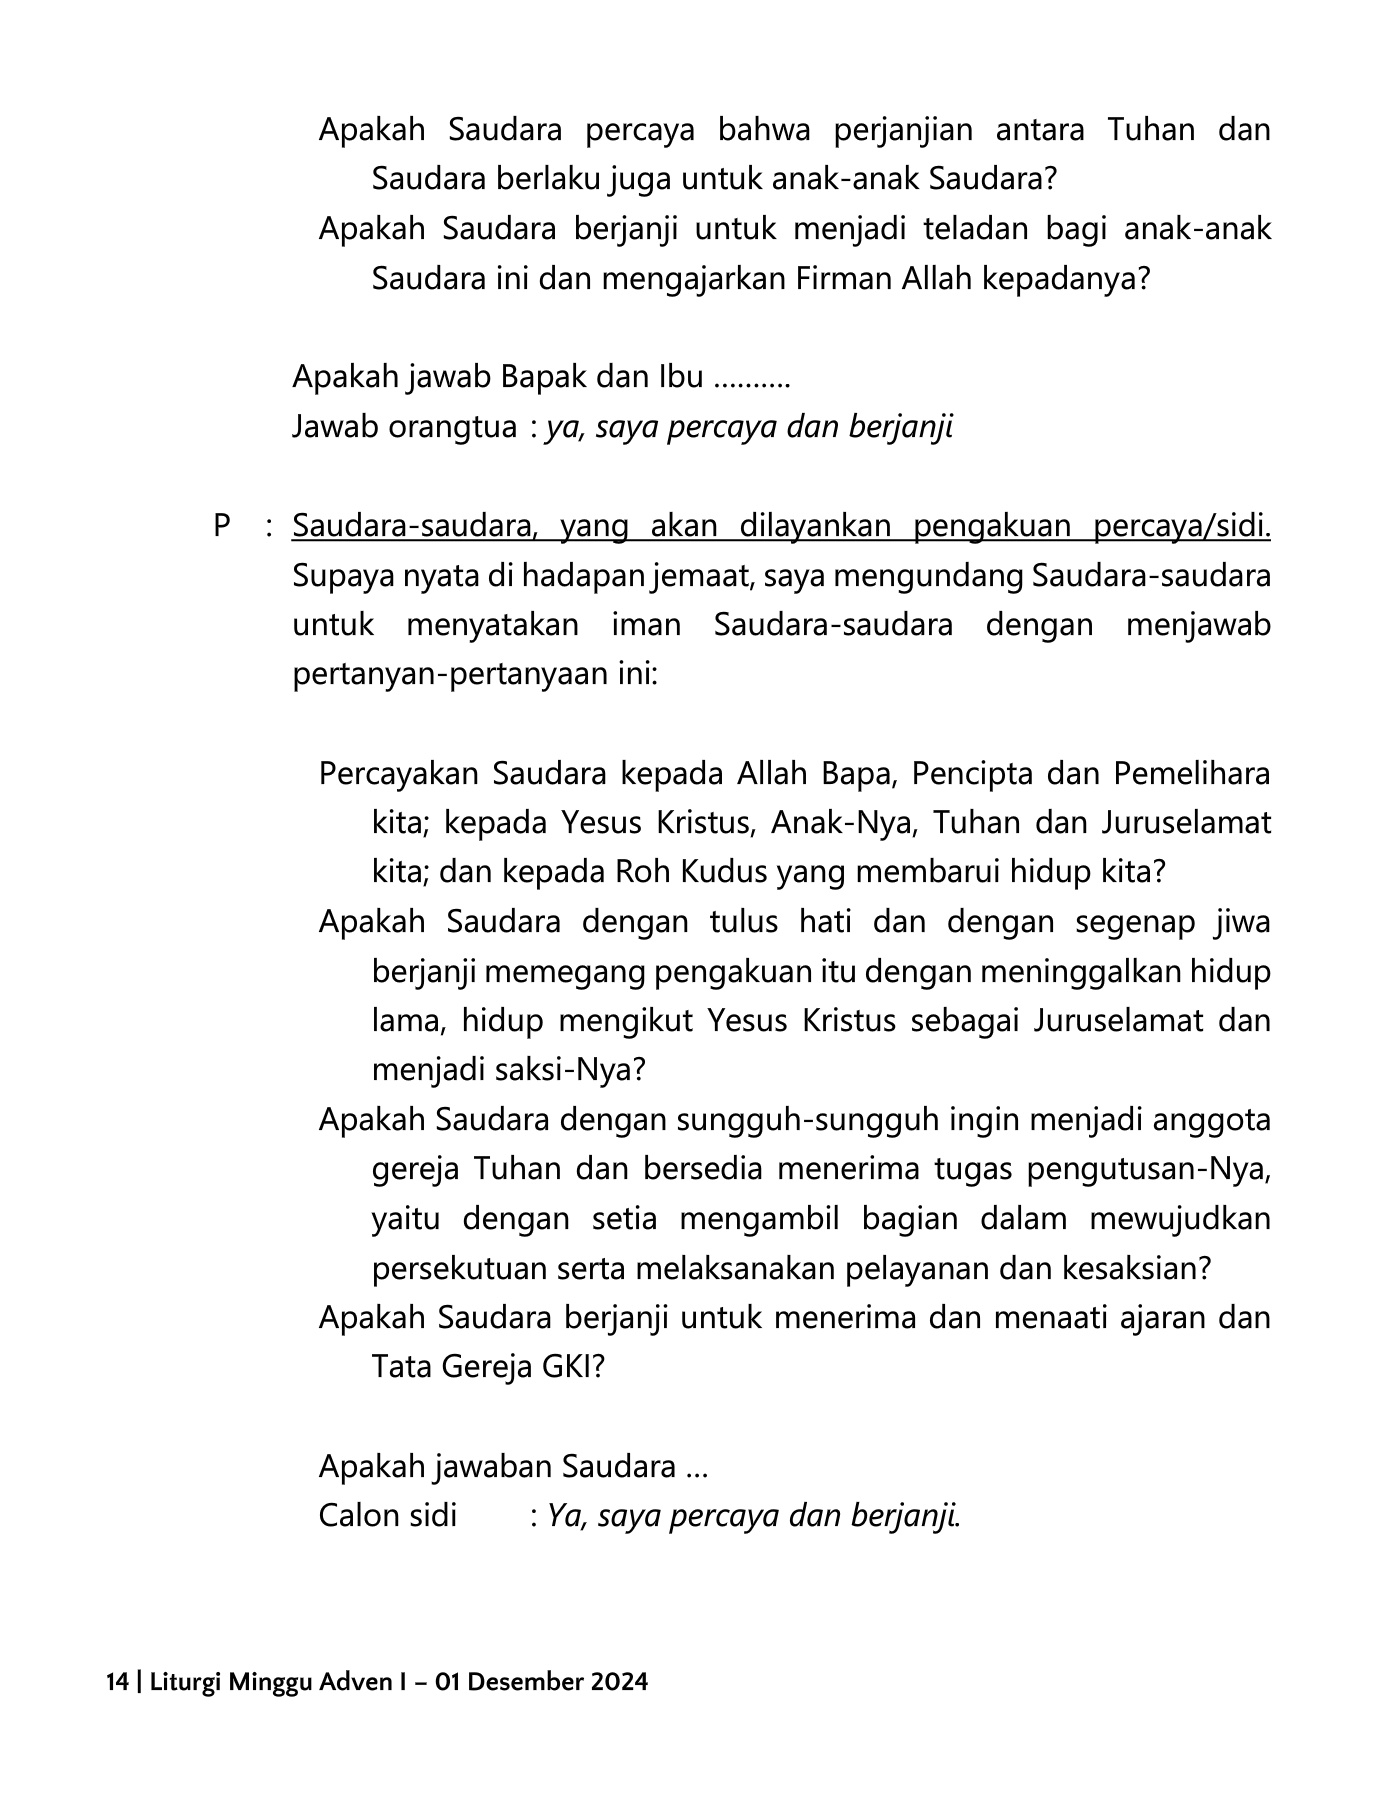 Apakah Saudara percaya bahwa perjanjian antara Tuhan dan
Saudara berlaku juga untuk anak-anak Saudara?
Apakah Saudara berjanji untuk menjadi teladan bagi anak-anak
Saudara ini dan mengajarkan Firman Allah kepadanya?
Apakah jawab Bapak dan Ibu ..........
Jawab orangtua : ya, saya percaya dan berjanji
P : Saudara-saudara, yang akan dilayankan pengakuan percaya/sidi.
Supaya nyata di hadapan jemaat, saya mengundang Saudara-saudara
untuk menyatakan iman Saudara-saudara dengan menjawab
pertanyan-pertanyaan ini:
Percayakan Saudara kepada Allah Bapa, Pencipta dan Pemelihara
kita; kepada Yesus Kristus, Anak-Nya, Tuhan dan Juruselamat
kita; dan kepada Roh Kudus yang membarui hidup kita?
Apakah Saudara dengan tulus hati dan dengan segenap jiwa
berjanji memegang pengakuan itu dengan meninggalkan hidup
lama, hidup mengikut Yesus Kristus sebagai Juruselamat dan
menjadi saksi-Nya?
Apakah Saudara dengan sungguh-sungguh ingin menjadi anggota
gereja Tuhan dan bersedia menerima tugas pengutusan-Nya,
yaitu dengan setia mengambil bagian dalam mewujudkan
persekutuan serta melaksanakan pelayanan dan kesaksian?
Apakah Saudara berjanji untuk menerima dan menaati ajaran dan
Tata Gereja GKI?
Apakah jawaban Saudara ...
Calon sidi : Ya, saya percaya dan berjanji.
14 | Liturgi Minggu Adven I – 01 Desember 2024